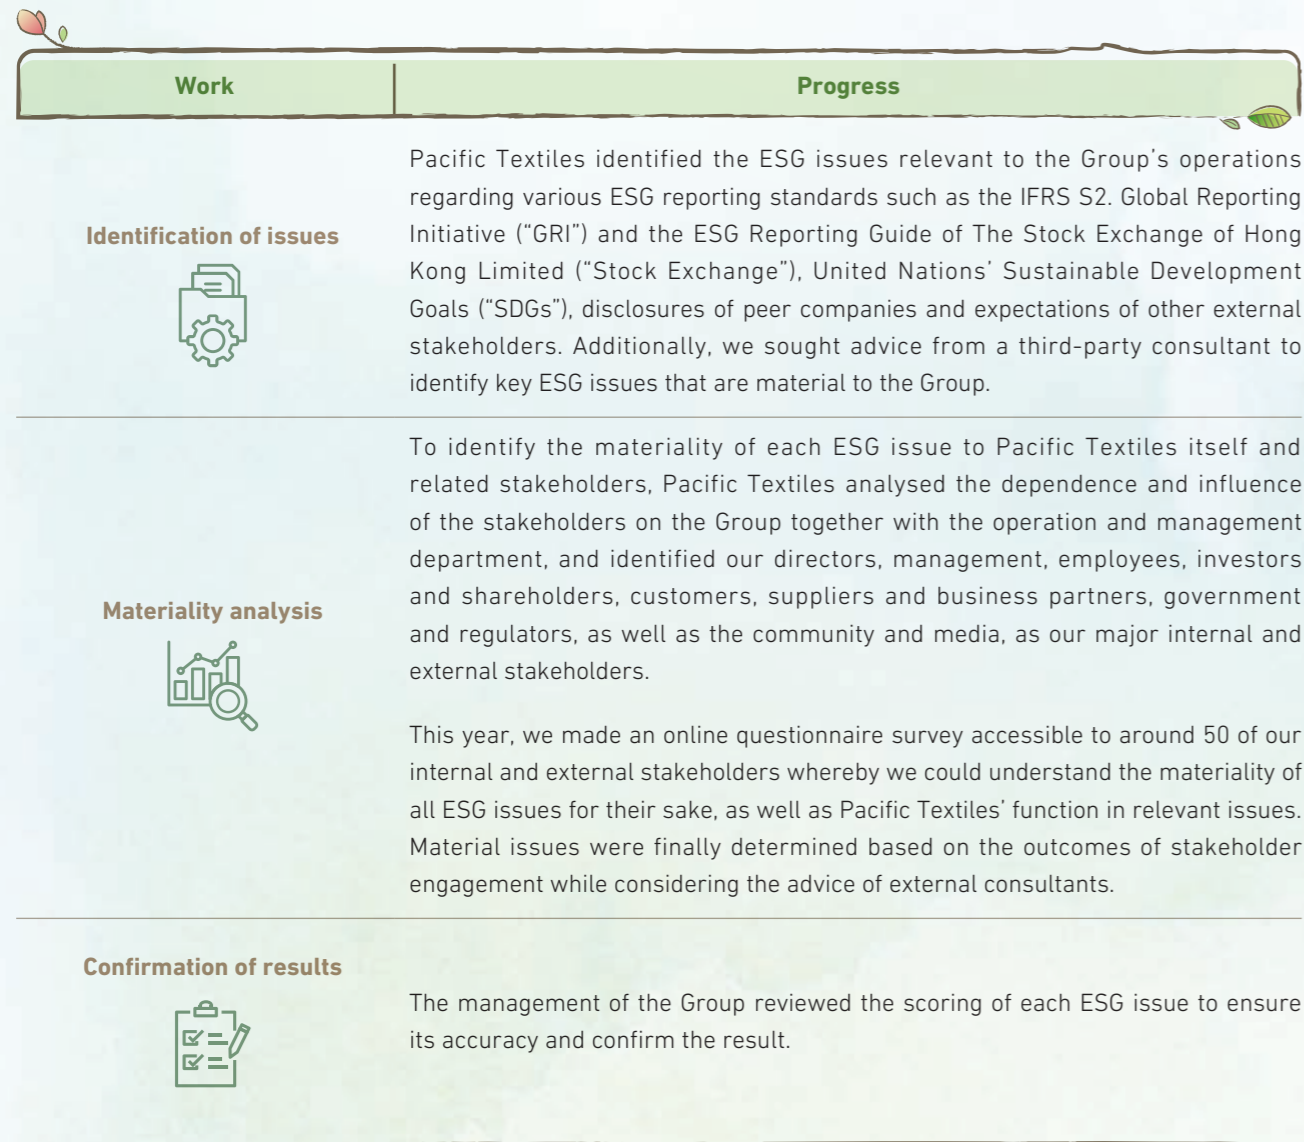 Work
Progress
Identification of issues
Pacific Textiles identified the ESG issues relevant to the Group's operations
regarding various ESG reporting standards such as the IFRS S2. Global Reporting
Initiative (“GRI”) and the ESG Reporting Guide of The Stock Exchange of Hong
Kong Limited (“Stock Exchange”), United Nations’ Sustainable Development
Goals (“SDGs”), disclosures of peer companies and expectations of other external
stakeholders. Additionally, we sought advice from a third-party consultant to
identify key ESG issues that are material to the Group.
Materiality analysis
To identify the materiality of each ESG issue to Pacific Textiles itself and
related stakeholders, Pacific Textiles analysed the dependence and influence
of the stakeholders on the Group together with the operation and management
department, and identified our directors, management, employees, investors
and shareholders, customers, suppliers and business partners, government
and regulators, as well as the community and media, as our major internal and
external stakeholders.
This year, we made an online questionnaire survey accessible to around 50 of our
internal and external stakeholders whereby we could understand the materiality of
all ESG issues for their sake, as well as Pacific Textiles’ function in relevant issues.
Material issues were finally determined based on the outcomes of stakeholder
engagement while considering the advice of external consultants.
Confirmation of results
The management of the Group reviewed the scoring of each ESG issue to ensure
its accuracy and confirm the result.